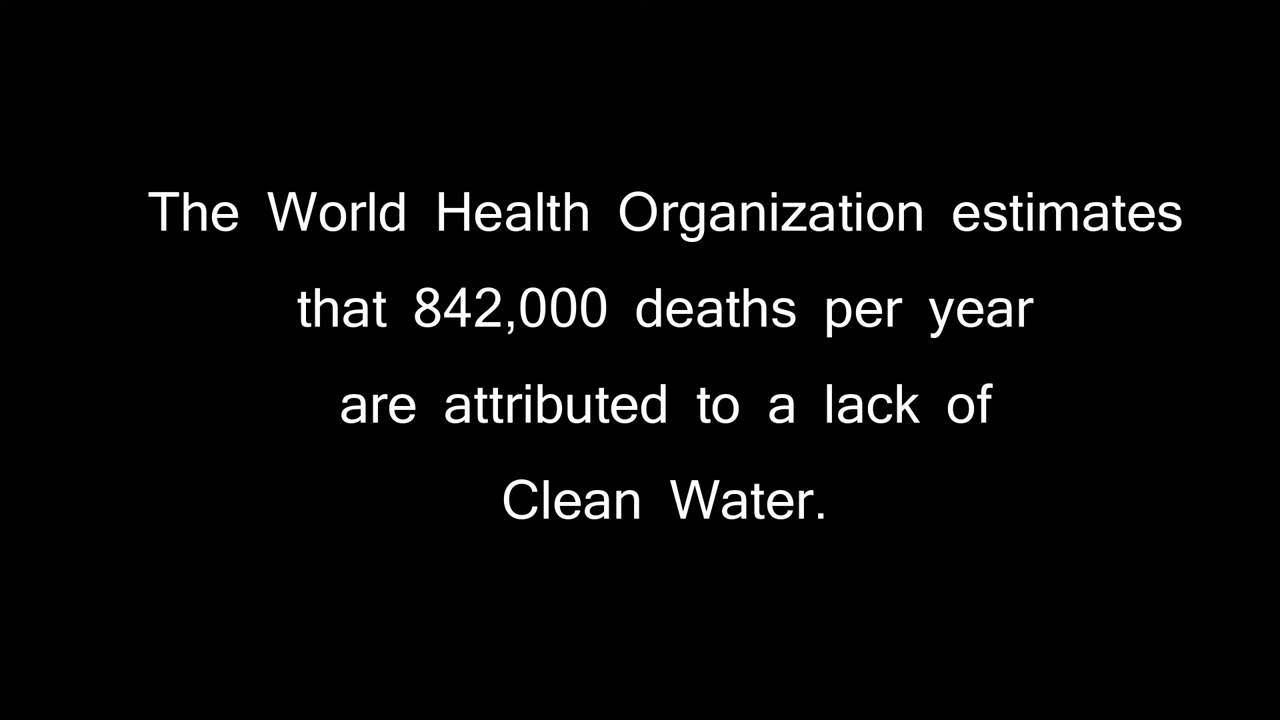 The World Health Organization estimates
that 842,000 deaths per year
are attributed to a lack of
Clean Water.